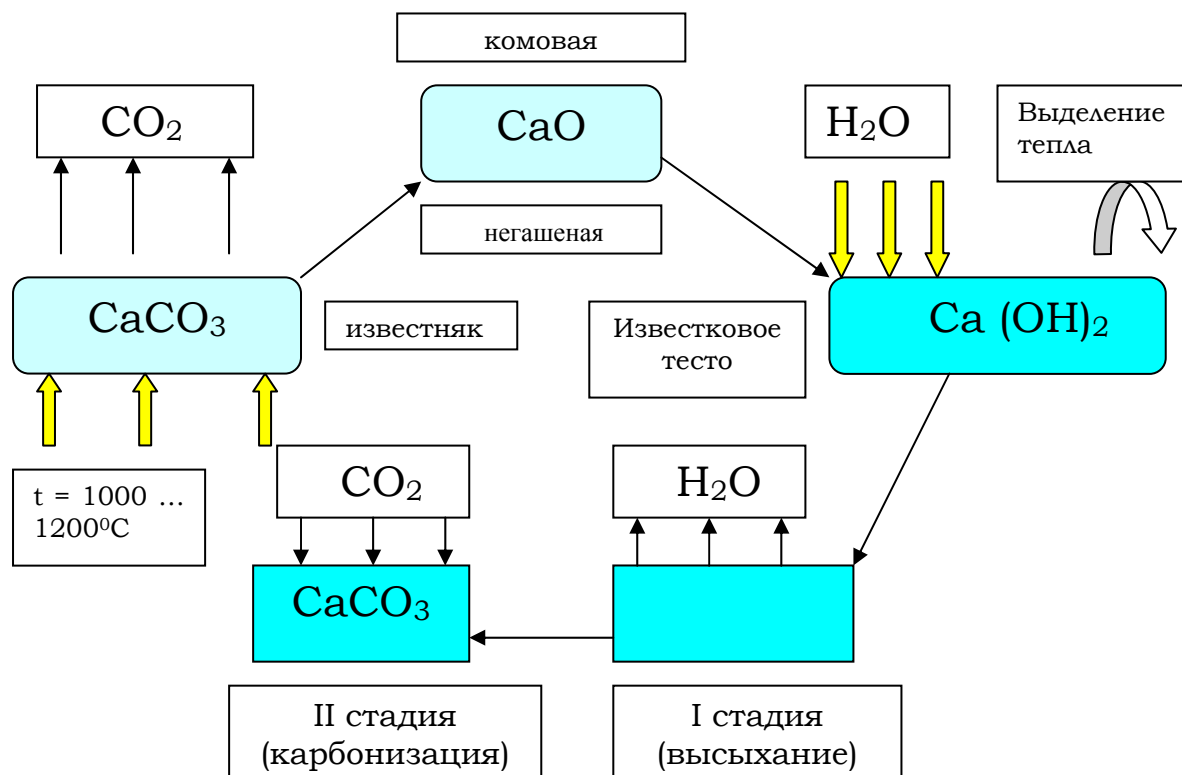 комовая
CO₂
CaO
H₂O
Выделение
тепла
негашеная
CaCO₃
известняк
Известковое
тесто
Ca (OH)₂
t = 1000 ...
1200⁰C
CO₂
H₂O
CaCO₃
II стадия
(карбонизация)
I стадия
(высыхание)